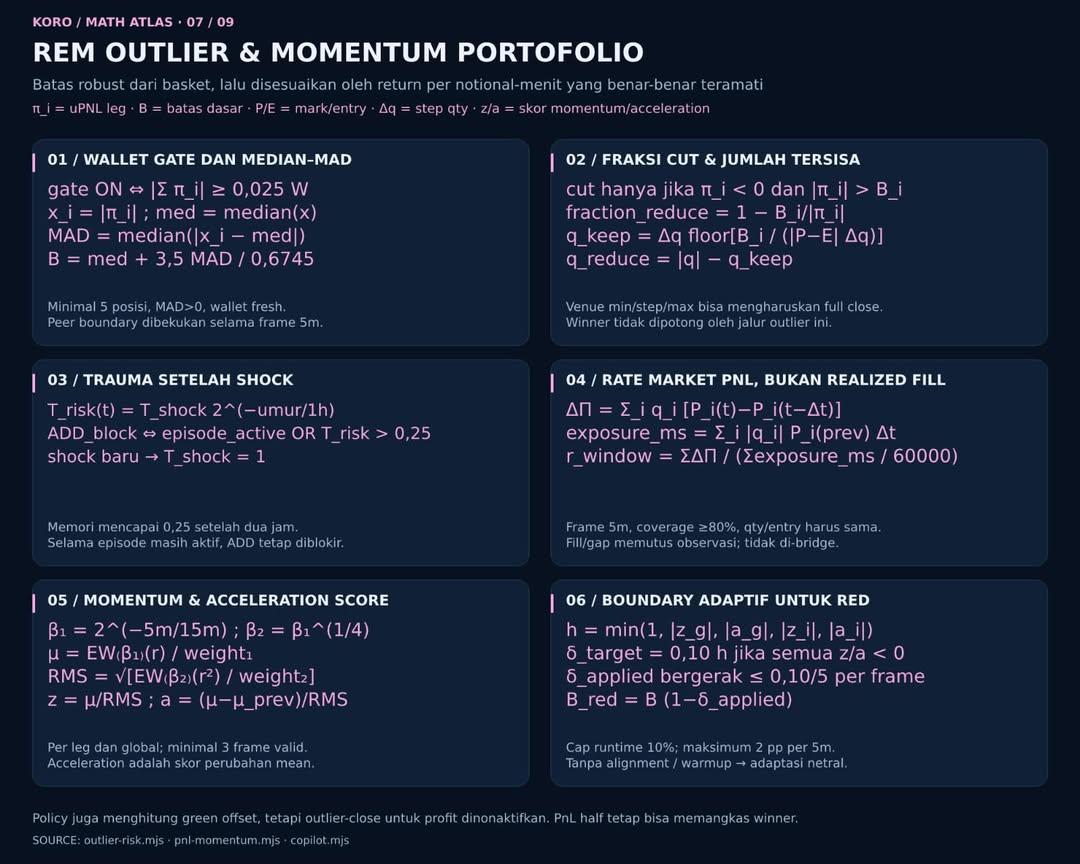 KORO / MATH ATLAS · 07 / 09
REM OUTLIER & MOMENTUM PORTOFOLIO
Batas robust dari basket, lalu disesuaikan oleh return per notional-menit yang benar-benar teramati
π_i = uPNL leg · B = batas dasar · P/E = mark/entry · Δq = step qty · z/a = skor momentum/acceleration
01 / WALLET GATE DAN MEDIAN–MAD
gate ON ⇔ |Σ π_i| ≥ 0,025 W
x_i = |π_i| ; med = median(x)
MAD = median(|x_i − med|)
B = med + 3,5 MAD / 0,6745
Minimal 5 posisi, MAD>0, wallet fresh.
Peer boundary dibekukan selama frame 5m.
02 / FRAKSI CUT & JUMLAH TERSISA
cut hanya jika π_i < 0 dan |π_i| > B_i
fraction_reduce = 1 − B_i/|π_i|
q_keep = Δq floor[B_i / (|P−E| Δq)]
q_reduce = |q| − q_keep
Venue min/step/max bisa mengharuskan full close.
Winner tidak dipotong oleh jalur outlier ini.
03 / TRAUMA SETELAH SHOCK
T_risk(t) = T_shock 2^(−umur/1h)
ADD_block ⇔ episode_active OR T_risk > 0,25
shock baru → T_shock = 1
Memori mencapai 0,25 setelah dua jam.
Selama episode masih aktif, ADD tetap diblokir.
04 / RATE MARKET PNL, BUKAN REALIZED FILL
ΔΠ = Σ_i q_i [P_i(t)−P_i(t−Δt)]
exposure_ms = Σ_i |q_i| P_i(prev) Δt
r_window = ΣΔΠ / (Σexposure_ms / 60000)
Frame 5m, coverage ≥80%, qty/entry harus sama.
Fill/gap memutus observasi; tidak di-bridge.
05 / MOMENTUM & ACCELERATION SCORE
β₁ = 2^(−5m/15m) ; β₂ = β₁^(1/4)
μ = EW₍β₁₎(r) / weight₁
RMS = √[EW₍β₂₎(r²) / weight₂]
z = μ/RMS ; a = (μ−μ_prev)/RMS
Per leg dan global; minimal 3 frame valid.
Acceleration adalah skor perubahan mean.
06 / BOUNDARY ADAPTIF UNTUK RED
h = min(1, |z_g|, |a_g|, |z_i|, |a_i|)
δ_target = 0,10 h jika semua z/a < 0
δ_applied bergerak ≤ 0,10/5 per frame
B_red = B (1−δ_applied)
Cap runtime 10%; maksimum 2 pp per 5m.
Tanpa alignment / warmup → adaptasi netral.
Policy juga menghitung green offset, tetapi outlier-close untuk profit dinonaktifkan. PnL half tetap bisa memangkas winner.
SOURCE: outlier-risk.mjs · pnl-momentum.mjs · copilot.mjs